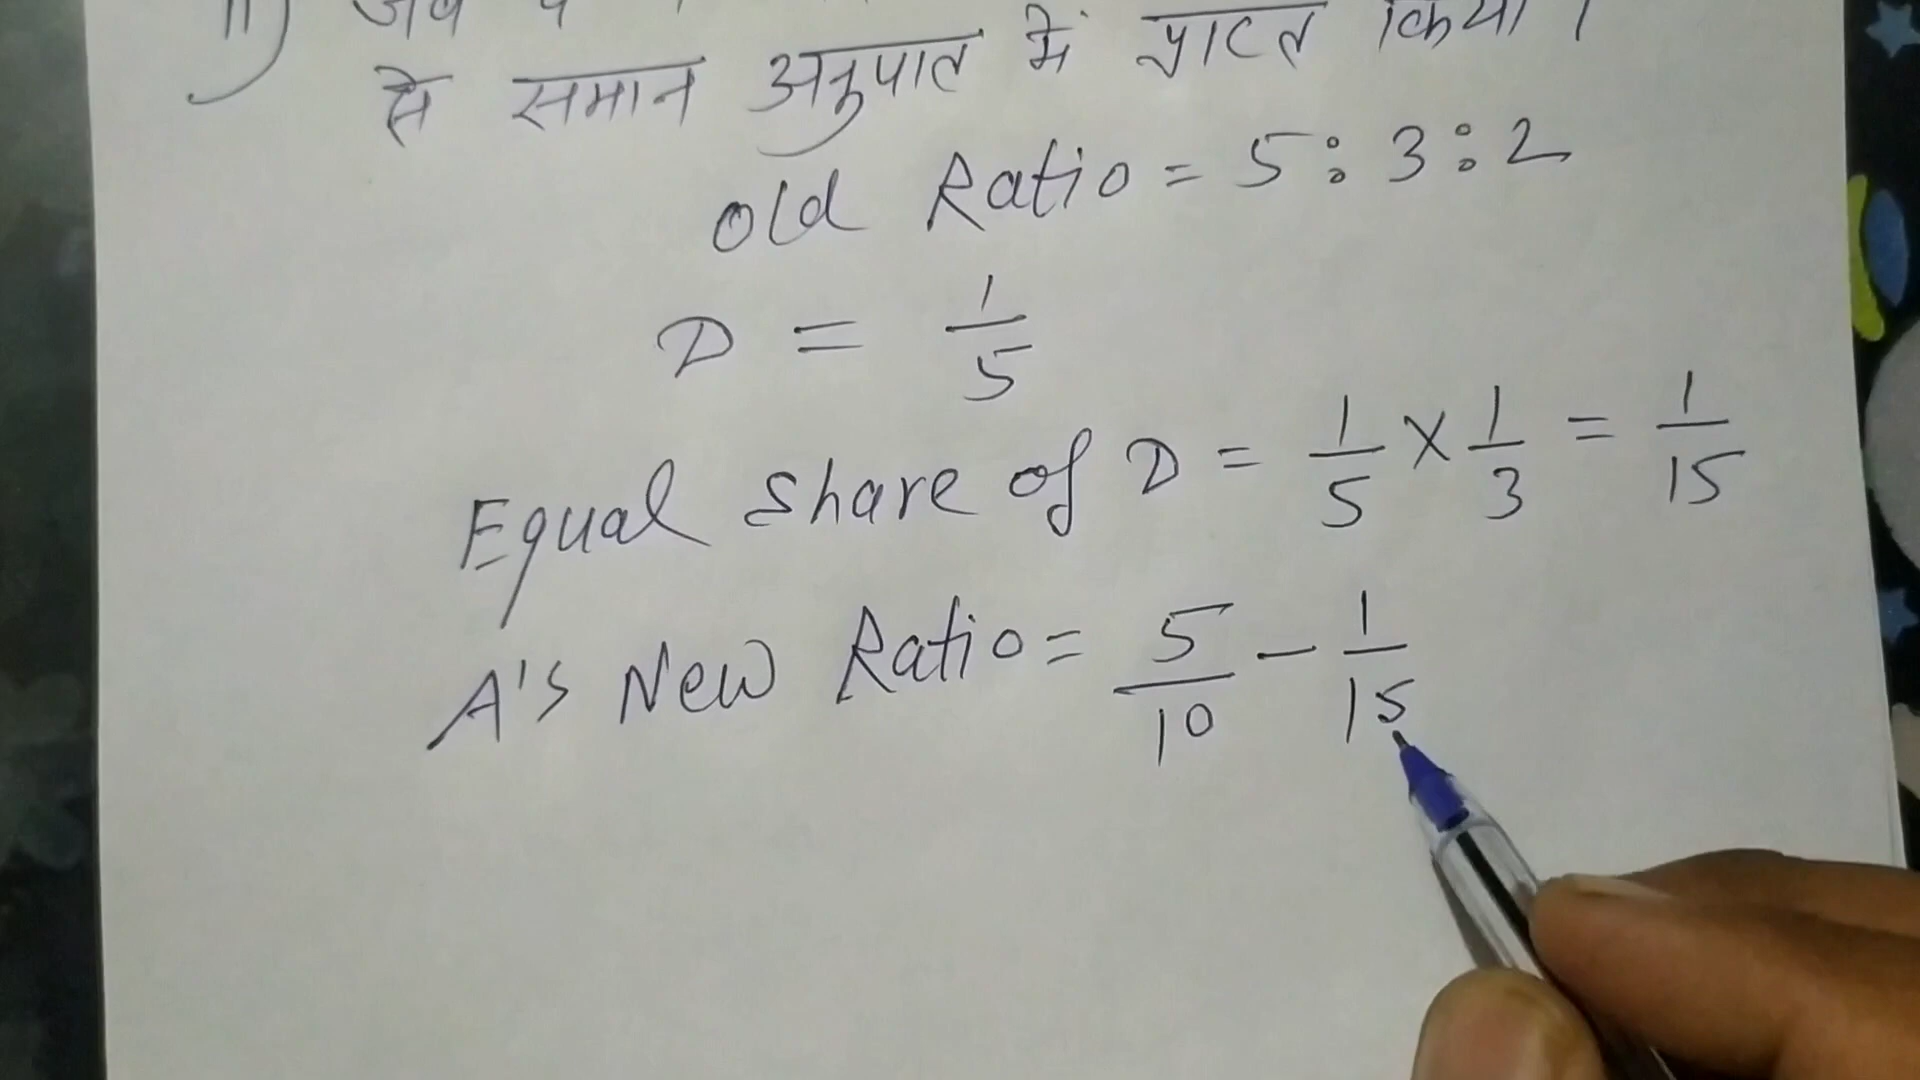 II)
से समान अनुपात में प्राप्त किया।
Old Ratio = 5:3:2
D = 1/5
Equal Share of D = 1/5 × 1/3 = 1/15
A's New Ratio = 5/10 - 1/15